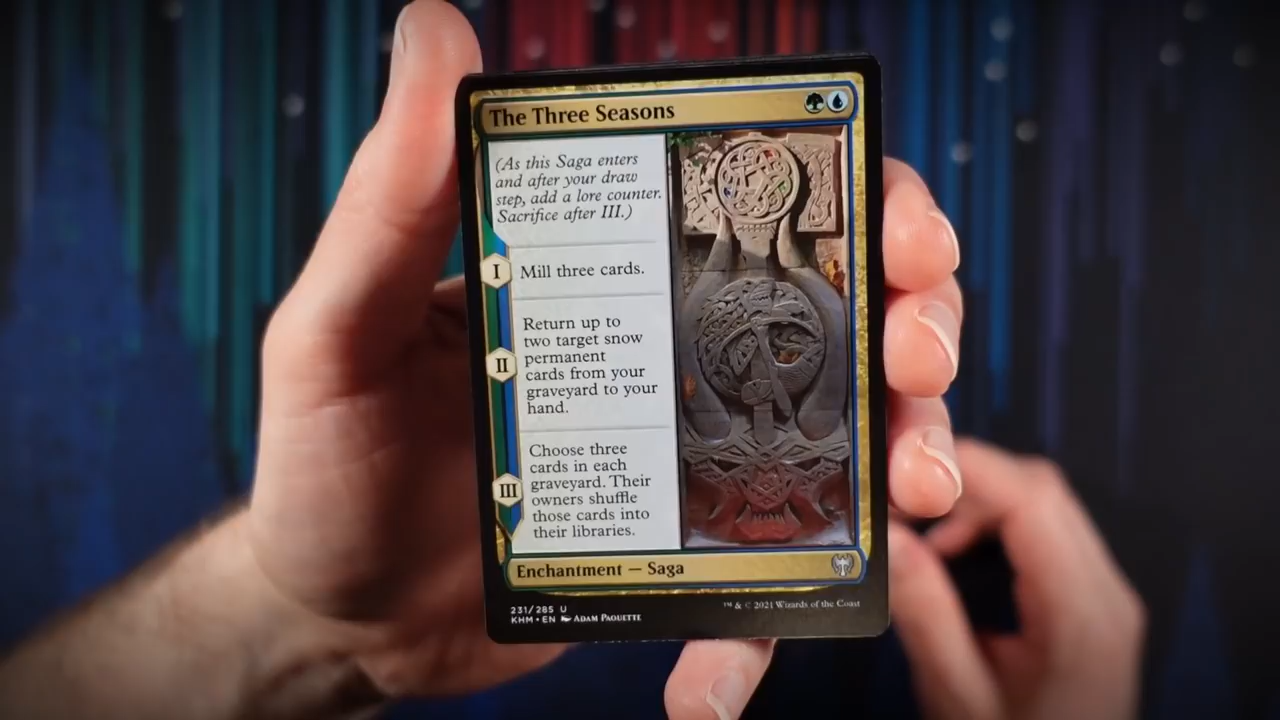 The Three Seasons
(As this Saga enters
and after your draw
step, add a lore counter.
Sacrifice after III.)
I
Mill three cards.
II
Return up to
two target snow
permanent
cards from your
graveyard to your
hand.
III
Choose three
cards in each
graveyard. Their
owners shuffle
those cards into
their libraries.
Enchantment — Saga
231/285 U
KHM • EN ADAM PAQUETTE
™ & © 2021 Wizards of the Coast